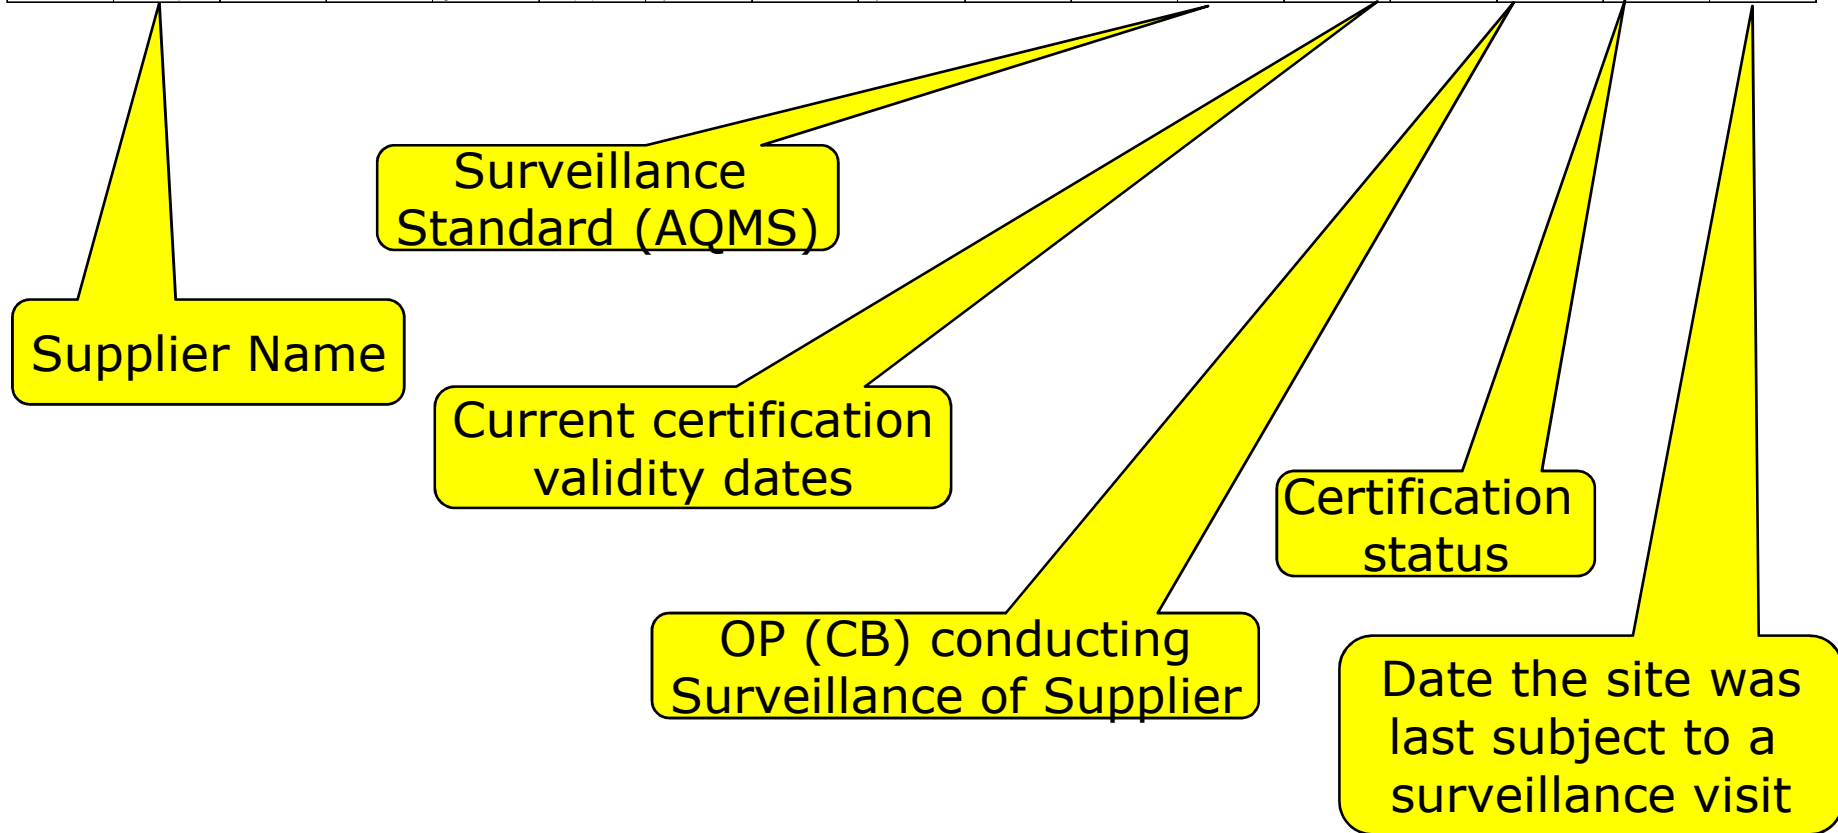 Surveillance
Standard (AQMS)
Supplier Name
Current certification
validity dates
Certification
status
OP (CB) conducting
Surveillance of Supplier
Date the site was
last subject to a
surveillance visit